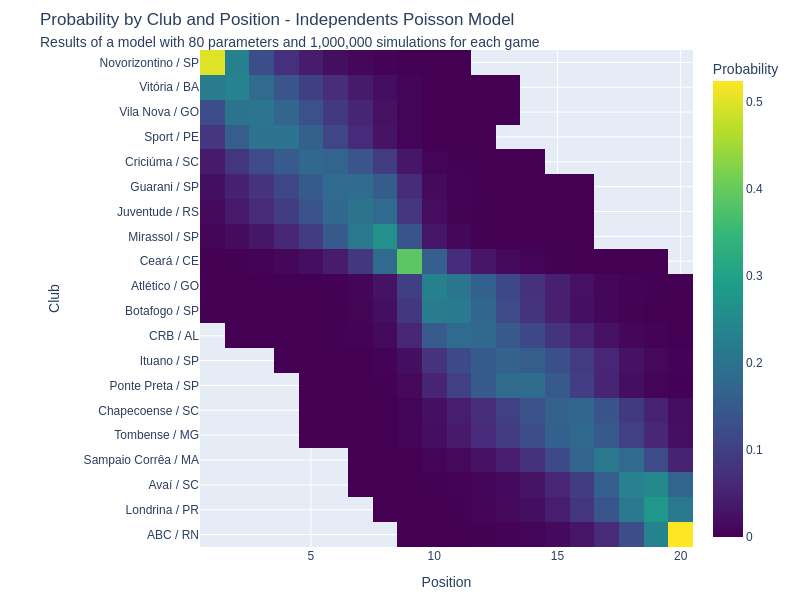 Probability by Club and Position - Independents Poisson Model
Results of a model with 80 parameters and 1,000,000 simulations for each game
Novorizontino / SP
Vitória / BA
Vila Nova / GO
Sport / PE
Criciúma / SC
Guarani / SP
Juventude / RS
Mirassol / SP
Ceará / CE
Atlético / GO
Botafogo / SP
CRB / AL
Ituano / SP
Ponte Preta / SP
Chapecoense / SC
Tombense / MG
Sampaio Corrêa / MA
Avaí / SC
Londrina / PR
ABC / RN
Club
5 10 15 20
Position
Probability
0.5
0.4
0.3
0.2
0.1
0